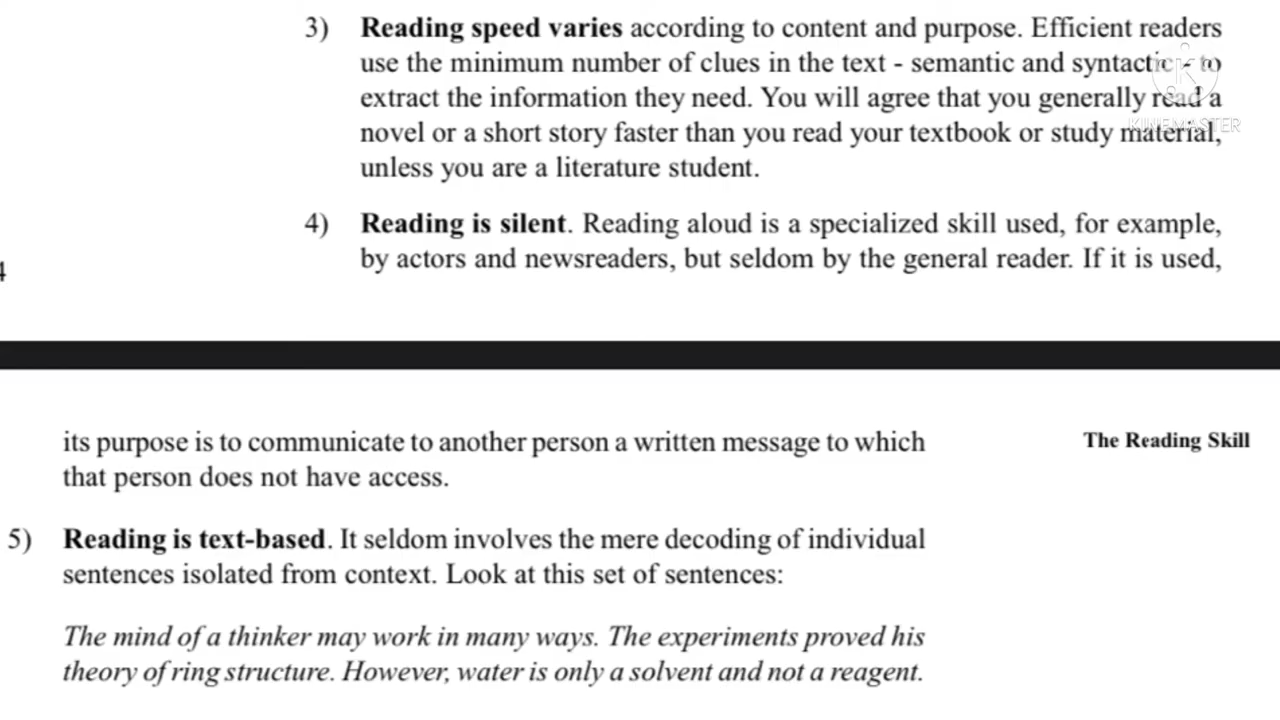 3) Reading speed varies according to content and purpose. Efficient readers
use the minimum number of clues in the text - semantic and syntactic - to
extract the information they need. You will agree that you generally read a
novel or a short story faster than you read your textbook or study material,
unless you are a literature student.
4) Reading is silent. Reading aloud is a specialized skill used, for example,
by actors and newsreaders, but seldom by the general reader. If it is used,
4
its purpose is to communicate to another person a written message to which
that person does not have access.
The Reading Skill
5) Reading is text-based. It seldom involves the mere decoding of individual
sentences isolated from context. Look at this set of sentences:
The mind of a thinker may work in many ways. The experiments proved his
theory of ring structure. However, water is only a solvent and not a reagent.
K
KINEMASTER